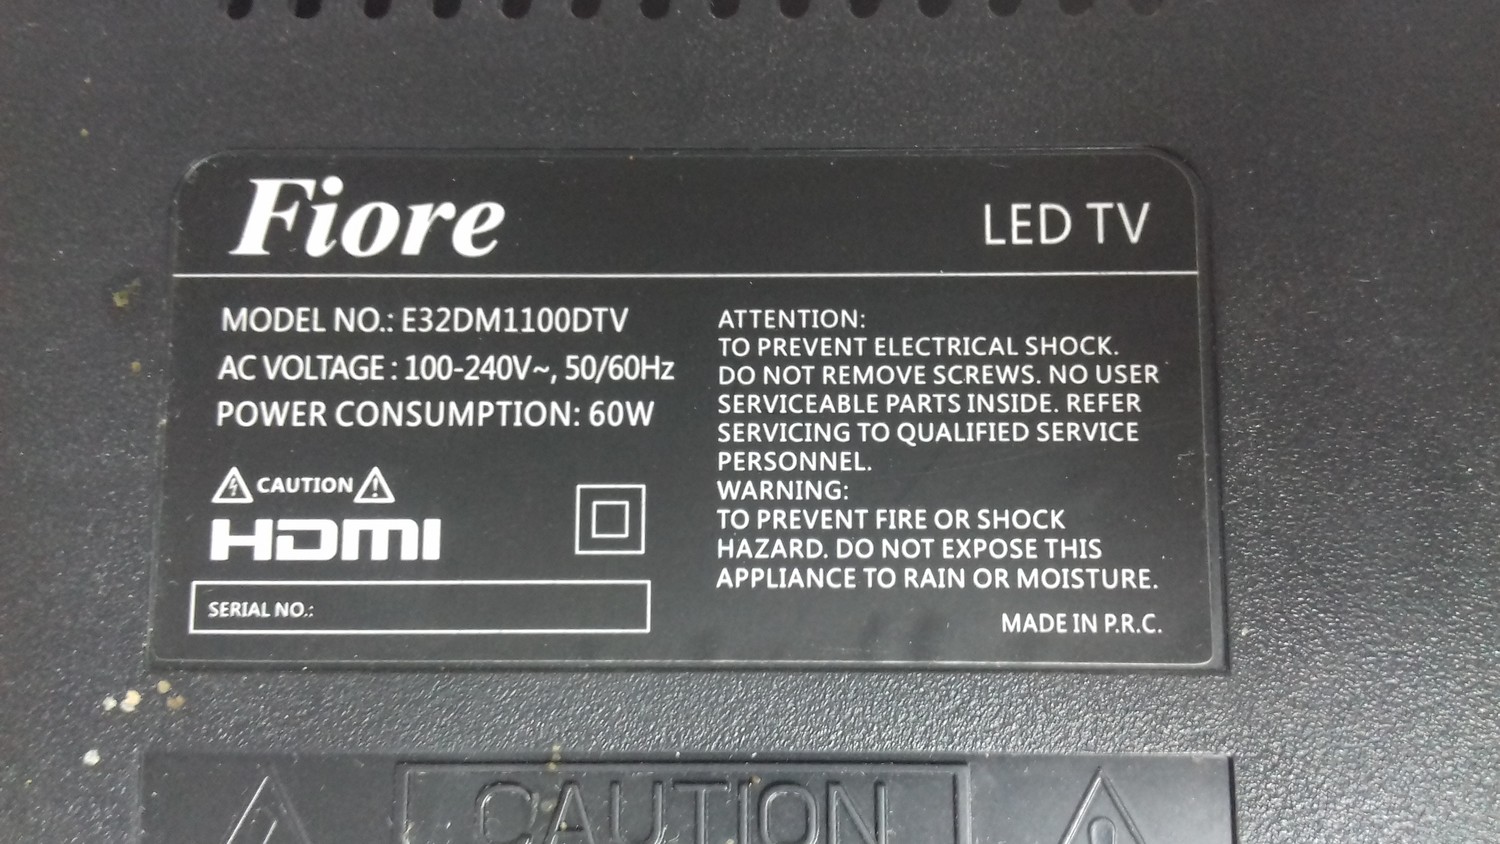 Fiore
LED TV
MODEL NO.: E32DM1100DTV
AC VOLTAGE : 100-240V~, 50/60Hz
POWER CONSUMPTION: 60W
CAUTION
HDMI
SERIAL NO.:
ATTENTION:
TO PREVENT ELECTRICAL SHOCK.
DO NOT REMOVE SCREWS. NO USER
SERVICEABLE PARTS INSIDE. REFER
SERVICING TO QUALIFIED SERVICE
PERSONNEL.
WARNING:
TO PREVENT FIRE OR SHOCK
HAZARD. DO NOT EXPOSE THIS
APPLIANCE TO RAIN OR MOISTURE.
MADE IN P.R.C.
CAUTION